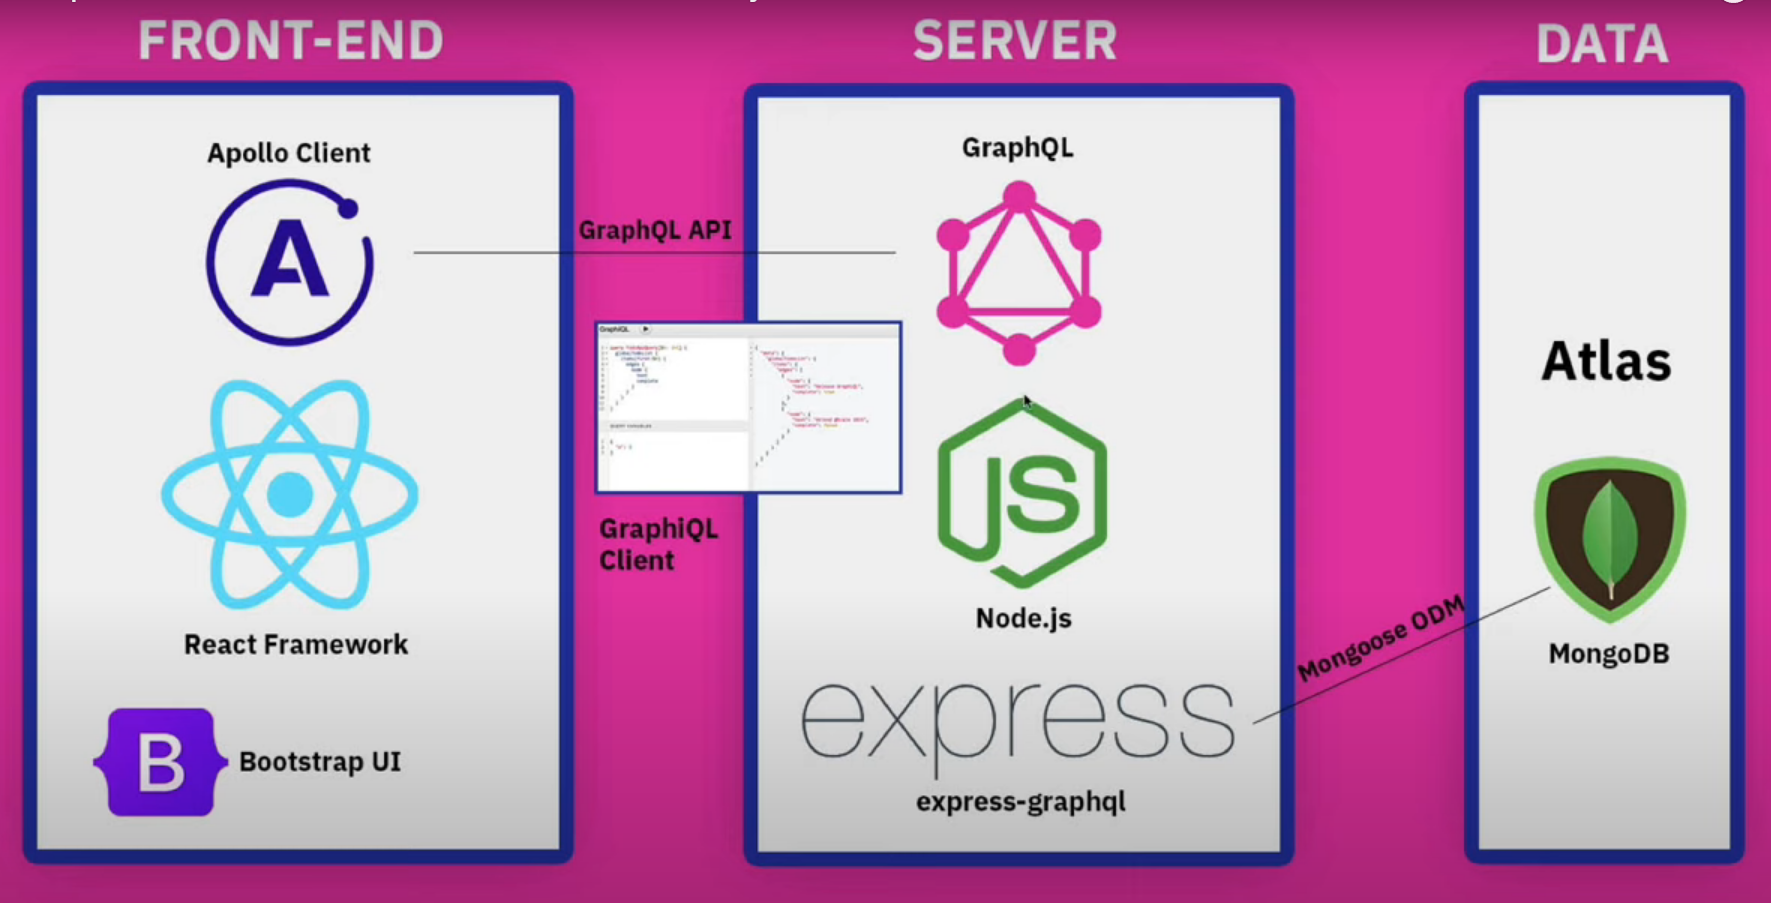 FRONT-END
SERVER
DATA
Apollo Client
A
React Framework
B
Bootstrap UI
GraphQL API
GraphiQL
GraphiQL
Client
GraphQL
JS
Node.js
express
express-graphql
Mongoose ODM
Atlas
MongoDB